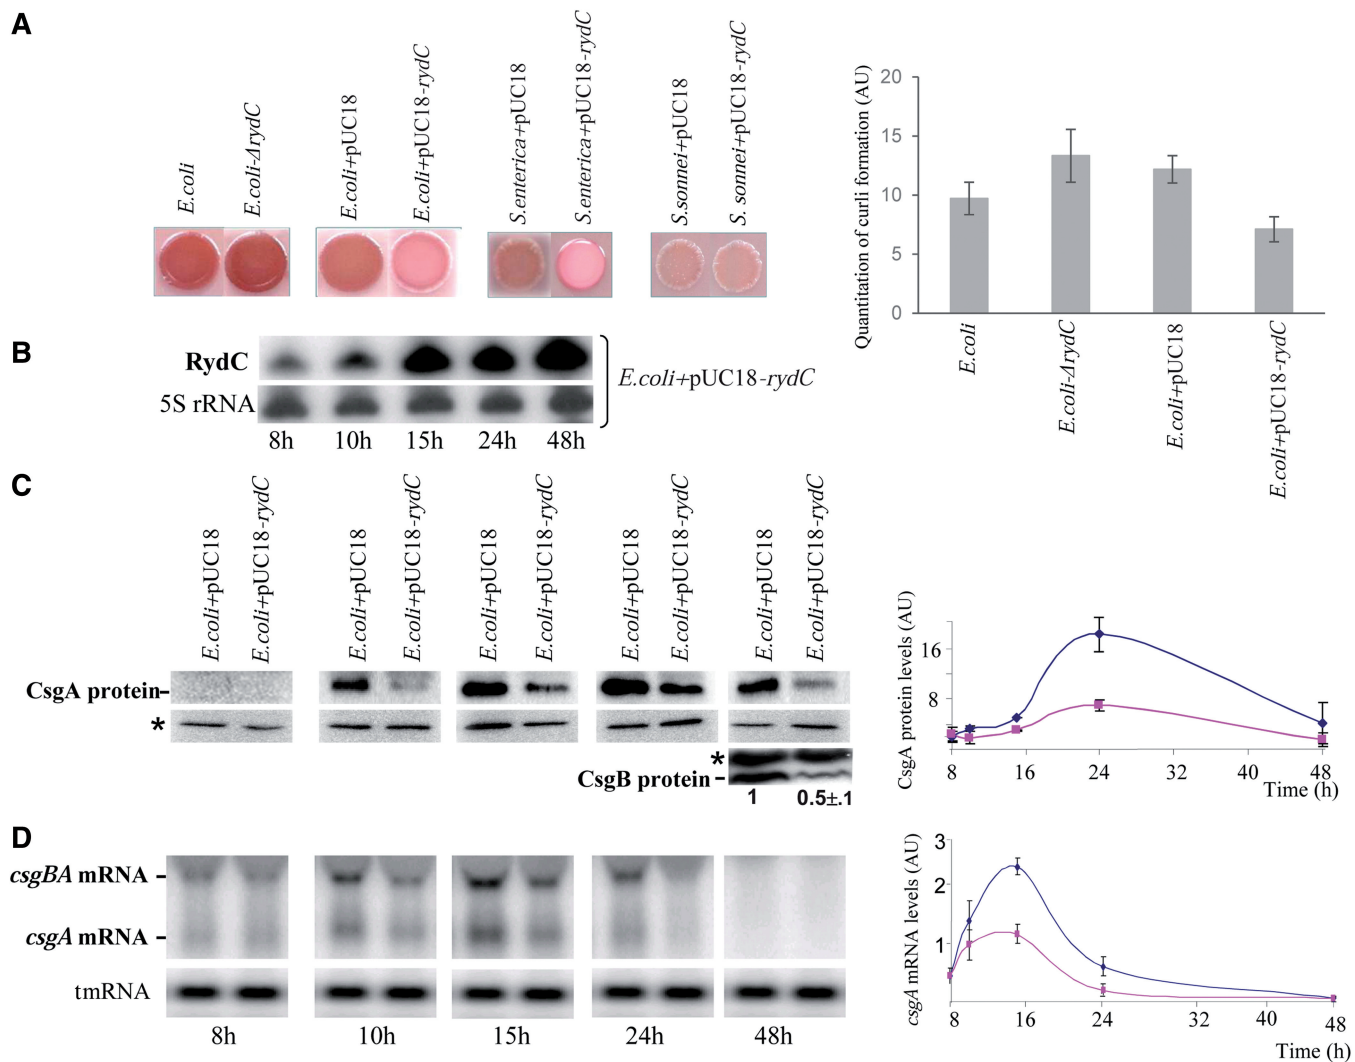 A
E.coli
E.coli-ΔrydC
E.coli+pUC18
E.coli+pUC18-rydC
S.enterica+pUC18
S.enterica+pUC18-rydC
S.sonnei+pUC18
S. sonnei+pUC18-rydC
Quantitation of curli formation (AU)
20
15
10
5
0
E.coli
E.coli-ΔrydC
E.coli+pUC18
E.coli+pUC18-rydC
B
RydC
5S rRNA
8h 10h 15h 24h 48h
E.coli+pUC18-rydC
C
E.coli+pUC18
E.coli+pUC18-rydC
E.coli+pUC18
E.coli+pUC18-rydC
E.coli+pUC18
E.coli+pUC18-rydC
E.coli+pUC18
E.coli+pUC18-rydC
E.coli+pUC18
E.coli+pUC18-rydC
CsgA protein
*
*
CsgB protein
1 0.5±.1
CsgA protein levels (AU)
16
8
8 16 24 32 40 48
Time (h)
D
csgBA mRNA
csgA mRNA
tmRNA
8h 10h 15h 24h 48h
csgA mRNA levels (AU)
3
2
1
8 16 24 32 40 48
Time (h)